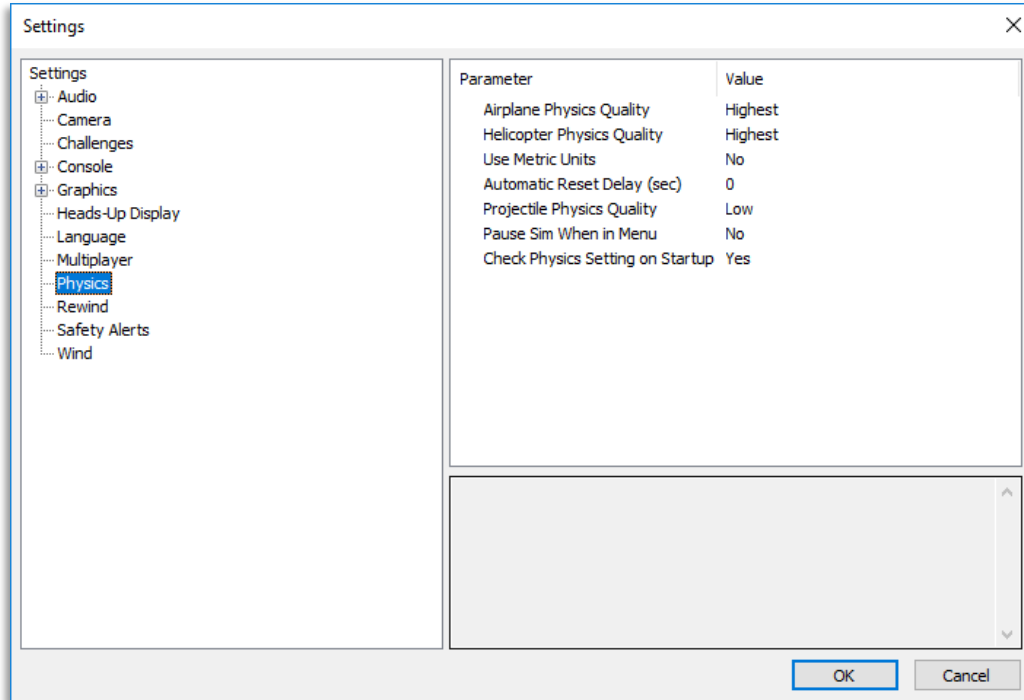 Settings
Settings
Audio
Camera
Challenges
Console
Graphics
Heads-Up Display
Language
Multiplayer
Physics
Rewind
Safety Alerts
Wind
Parameter Value
Airplane Physics Quality Highest
Helicopter Physics Quality Highest
Use Metric Units No
Automatic Reset Delay (sec) 0
Projectile Physics Quality Low
Pause Sim When in Menu No
Check Physics Setting on Startup Yes
OK Cancel